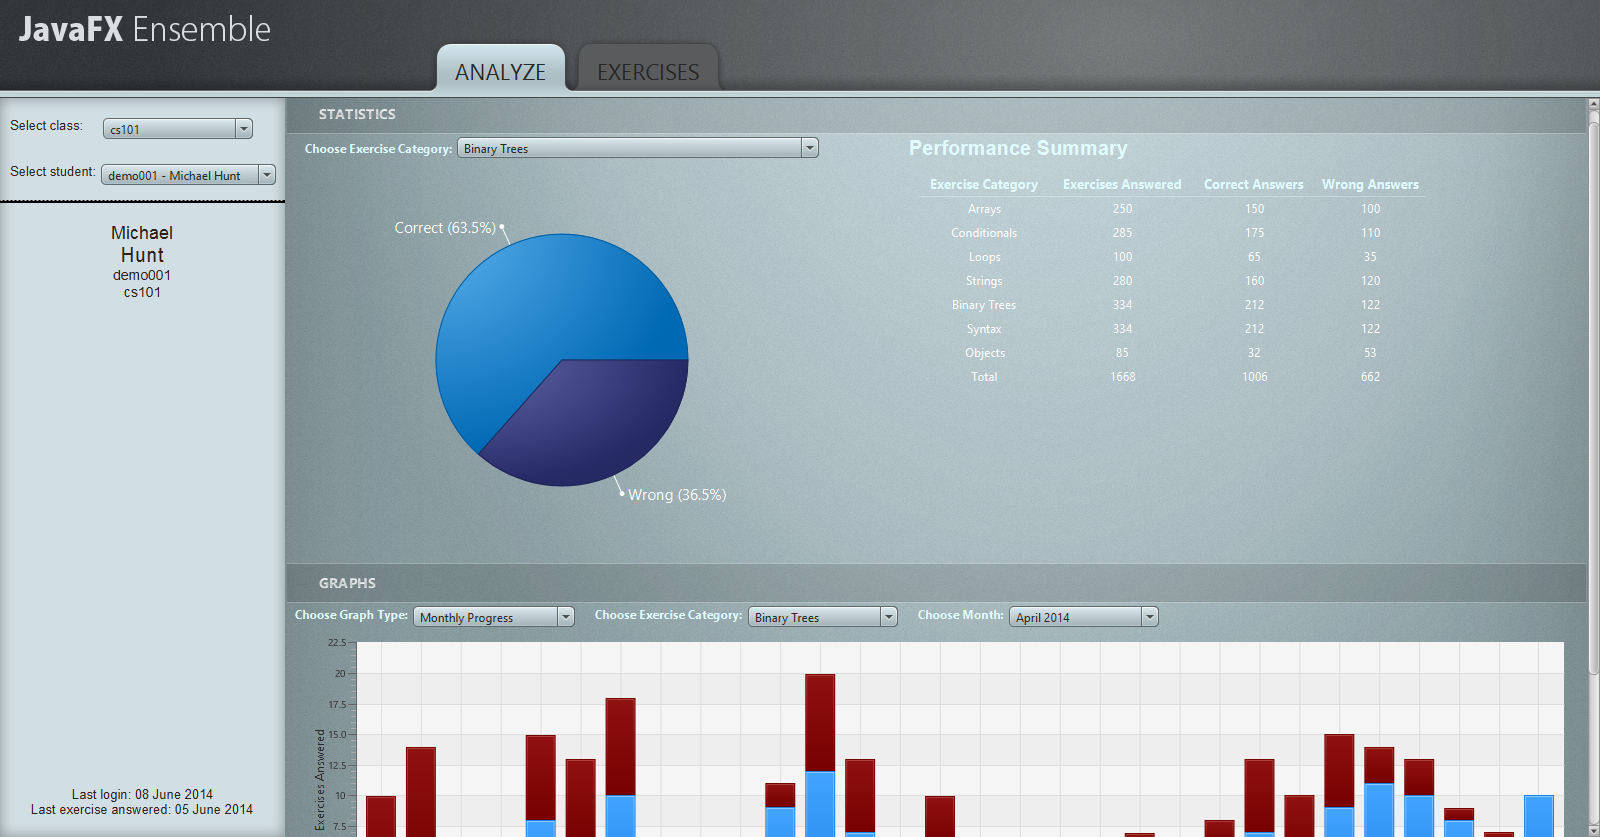 JavaFX Ensemble
ANALYZE EXERCISES
Select class: cs101
Select student: demo001 - Michael Hunt
Michael
Hunt
demo001
cs101
Last login: 08 June 2014
Last exercise answered: 05 June 2014
STATISTICS
Choose Exercise Category: Binary Trees
Correct (63.5%)
Wrong (36.5%)
Performance Summary
Exercise Category Exercises Answered Correct Answers Wrong Answers
Arrays 250 150 100
Conditionals 285 175 110
Loops 100 65 35
Strings 280 160 120
Binary Trees 334 212 122
Syntax 334 212 122
Objects 85 32 53
Total 1668 1006 662
GRAPHS
Choose Graph Type: Monthly Progress Choose Exercise Category: Binary Trees Choose Month: April 2014
22.5
20
17.5
15.0
12.5
10
7.5
Exercises Answered